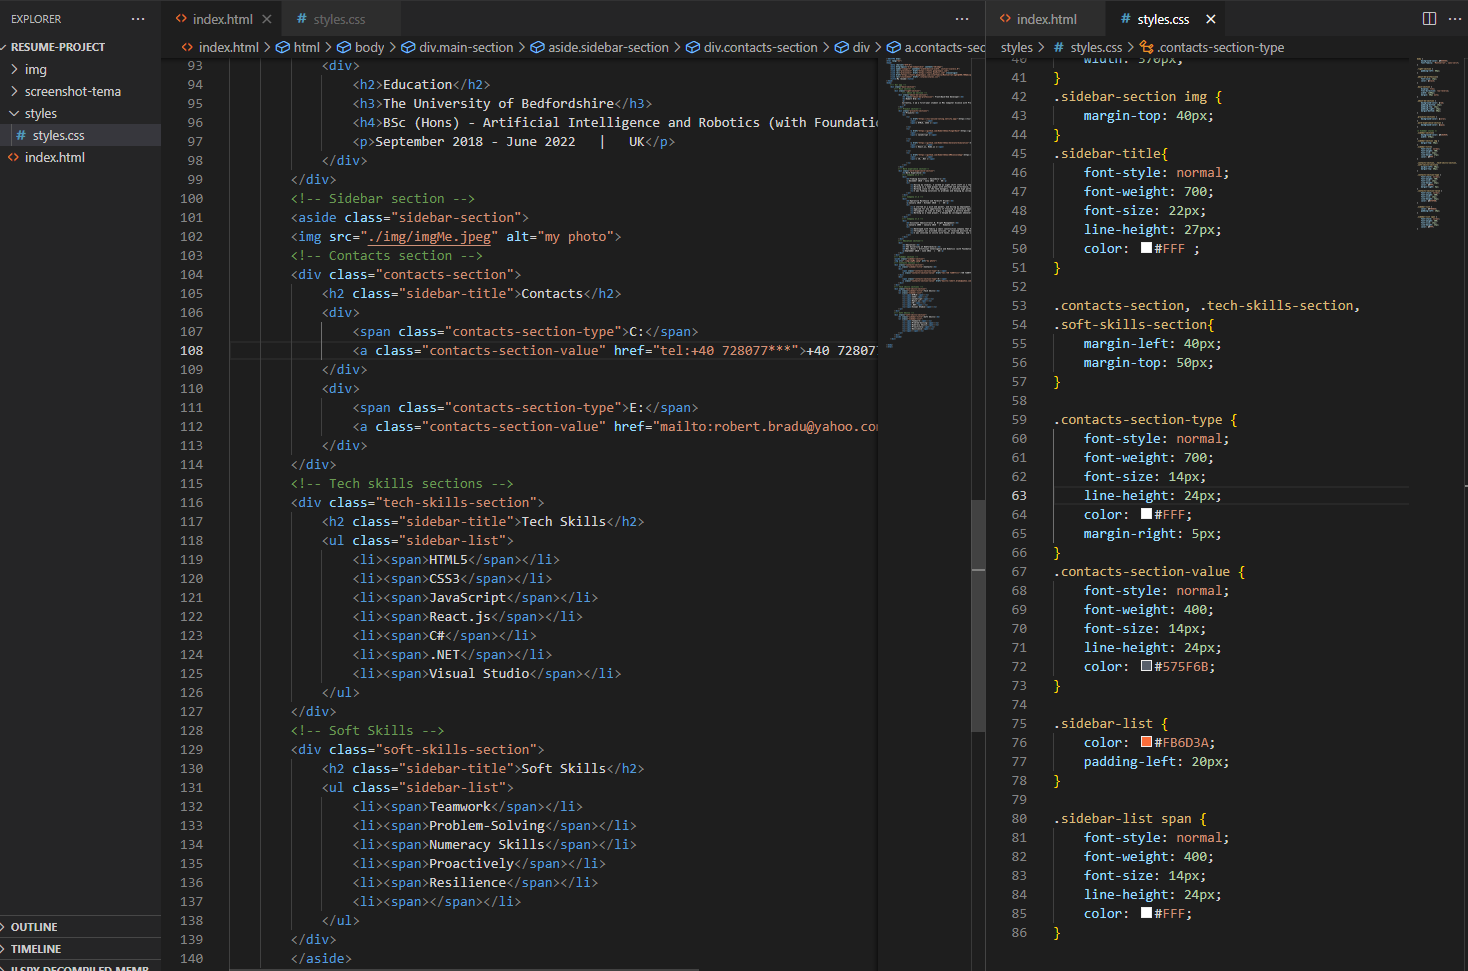 EXPLORER ···
RESUME-PROJECT
img
screenshot-tema
styles
# styles.css
<> index.html
OUTLINE
TIMELINE
<> index.html ×
# styles.css
···
<> index.html > html > body > div.main-section > aside.sidebar-section > div.contacts-section > div > a.contacts-sec
93 <div>
94 <h2>Education</h2>
95 <h3>The University of Bedfordshire</h3>
96 <h4>BSc (Hons) - Artificial Intelligence and Robotics (with Foundatio
97 <p>September 2018 - June 2022 | UK</p>
98 </div>
99 </div>
100 <!-- Sidebar section -->
101 <aside class="sidebar-section">
102 <img src="./img/imgMe.jpeg" alt="my photo">
103 <!-- Contacts section -->
104 <div class="contacts-section">
105 <h2 class="sidebar-title">Contacts</h2>
106 <div>
107 <span class="contacts-section-type">C:</span>
108 <a class="contacts-section-value" href="tel:+40 728077***">+40 72807
109 </div>
110 <div>
111 <span class="contacts-section-type">E:</span>
112 <a class="contacts-section-value" href="mailto:robert.bradu@yahoo.co
113 </div>
114 </div>
115 <!-- Tech skills sections -->
116 <div class="tech-skills-section">
117 <h2 class="sidebar-title">Tech Skills</h2>
118 <ul class="sidebar-list">
119 <li><span>HTML5</span></li>
120 <li><span>CSS3</span></li>
121 <li><span>JavaScript</span></li>
122 <li><span>React.js</span></li>
123 <li><span>C#</span></li>
124 <li><span>.NET</span></li>
125 <li><span>Visual Studio</span></li>
126 </ul>
127 </div>
128 <!-- Soft Skills -->
129 <div class="soft-skills-section">
130 <h2 class="sidebar-title">Soft Skills</h2>
131 <ul class="sidebar-list">
132 <li><span>Teamwork</span></li>
133 <li><span>Problem-Solving</span></li>
134 <li><span>Numeracy Skills</span></li>
135 <li><span>Proactively</span></li>
136 <li><span>Resilience</span></li>
137 <li><span></span></li>
138 </ul>
139 </div>
140 </aside>
<> index.html
# styles.css ×
···
styles > # styles.css > .contacts-section-type
40 width: 370px;
41 }
42 .sidebar-section img {
43 margin-top: 40px;
44 }
45 .sidebar-title{
46 font-style: normal;
47 font-weight: 700;
48 font-size: 22px;
49 line-height: 27px;
50 color: #FFF ;
51 }
52
53 .contacts-section, .tech-skills-section,
54 .soft-skills-section{
55 margin-left: 40px;
56 margin-top: 50px;
57 }
58
59 .contacts-section-type {
60 font-style: normal;
61 font-weight: 700;
62 font-size: 14px;
63 line-height: 24px;
64 color: #FFF;
65 margin-right: 5px;
66 }
67 .contacts-section-value {
68 font-style: normal;
69 font-weight: 400;
70 font-size: 14px;
71 line-height: 24px;
72 color: #575F6B;
73 }
74
75 .sidebar-list {
76 color: #FB6D3A;
77 padding-left: 20px;
78 }
79
80 .sidebar-list span {
81 font-style: normal;
82 font-weight: 400;
83 font-size: 14px;
84 line-height: 24px;
85 color: #FFF;
86 }